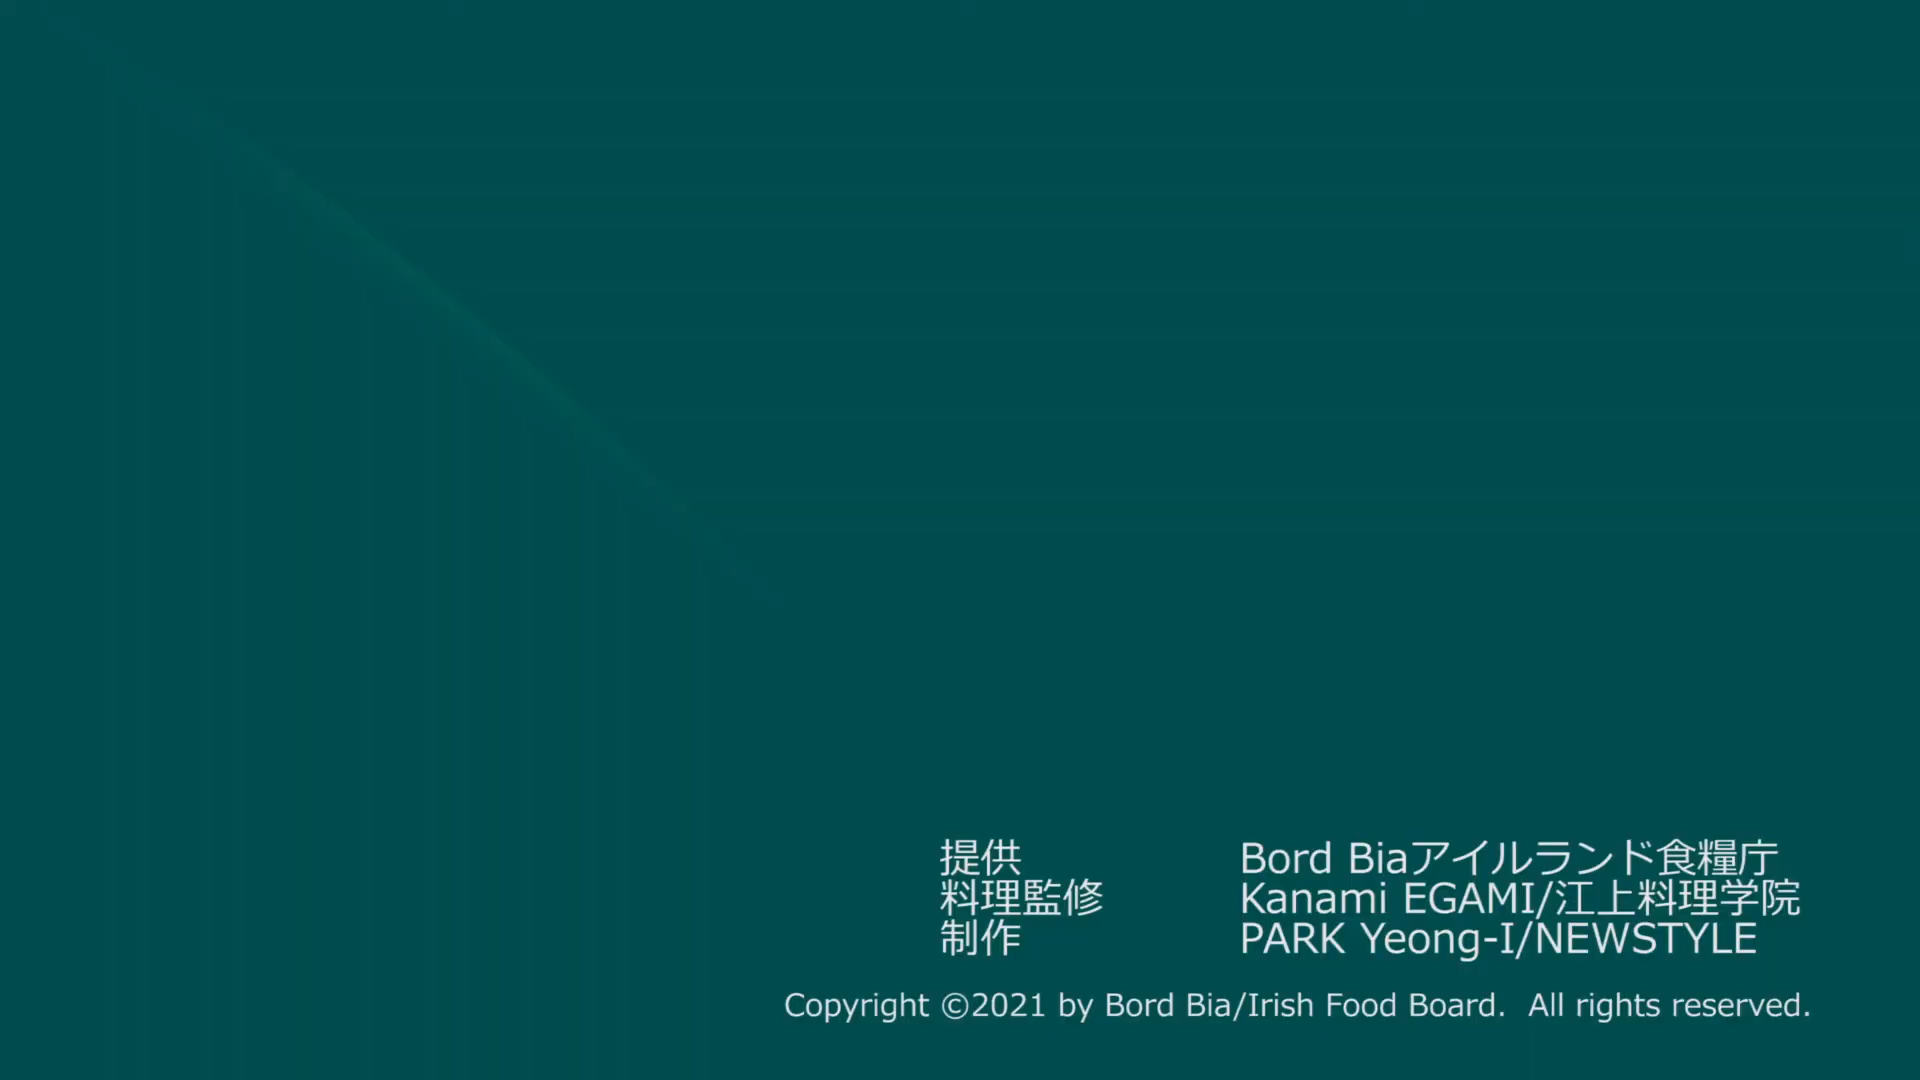 提供 Bord Biaアイルランド食糧庁
料理監修 Kanami EGAMI/江上料理学院
制作 PARK Yeong-I/NEWSTYLE
Copyright ©2021 by Bord Bia/Irish Food Board. All rights reserved.